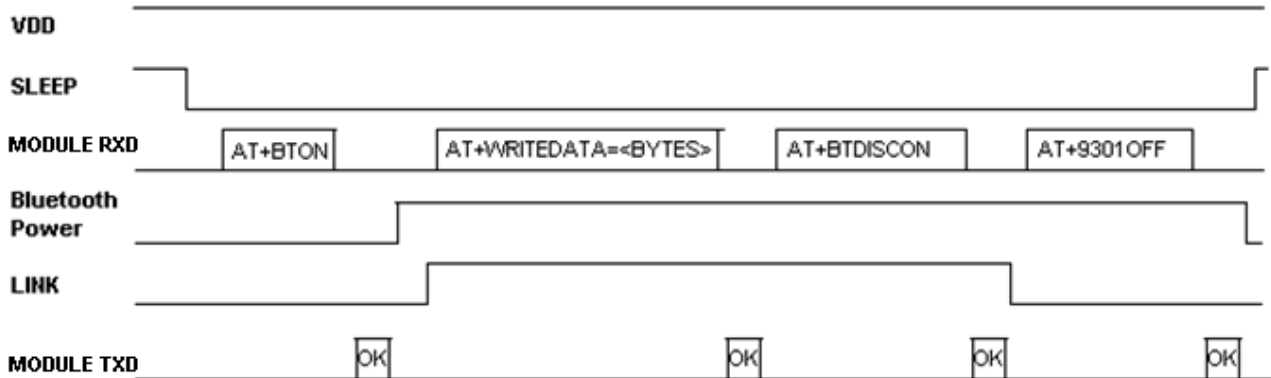 VDD
SLEEP
MODULE RXD AT+BTON AT+WRITEDATA=<BYTES> AT+BTDISCON AT+9301OFF
Bluetooth
Power
LINK
MODULE TXD OK OK OK OK